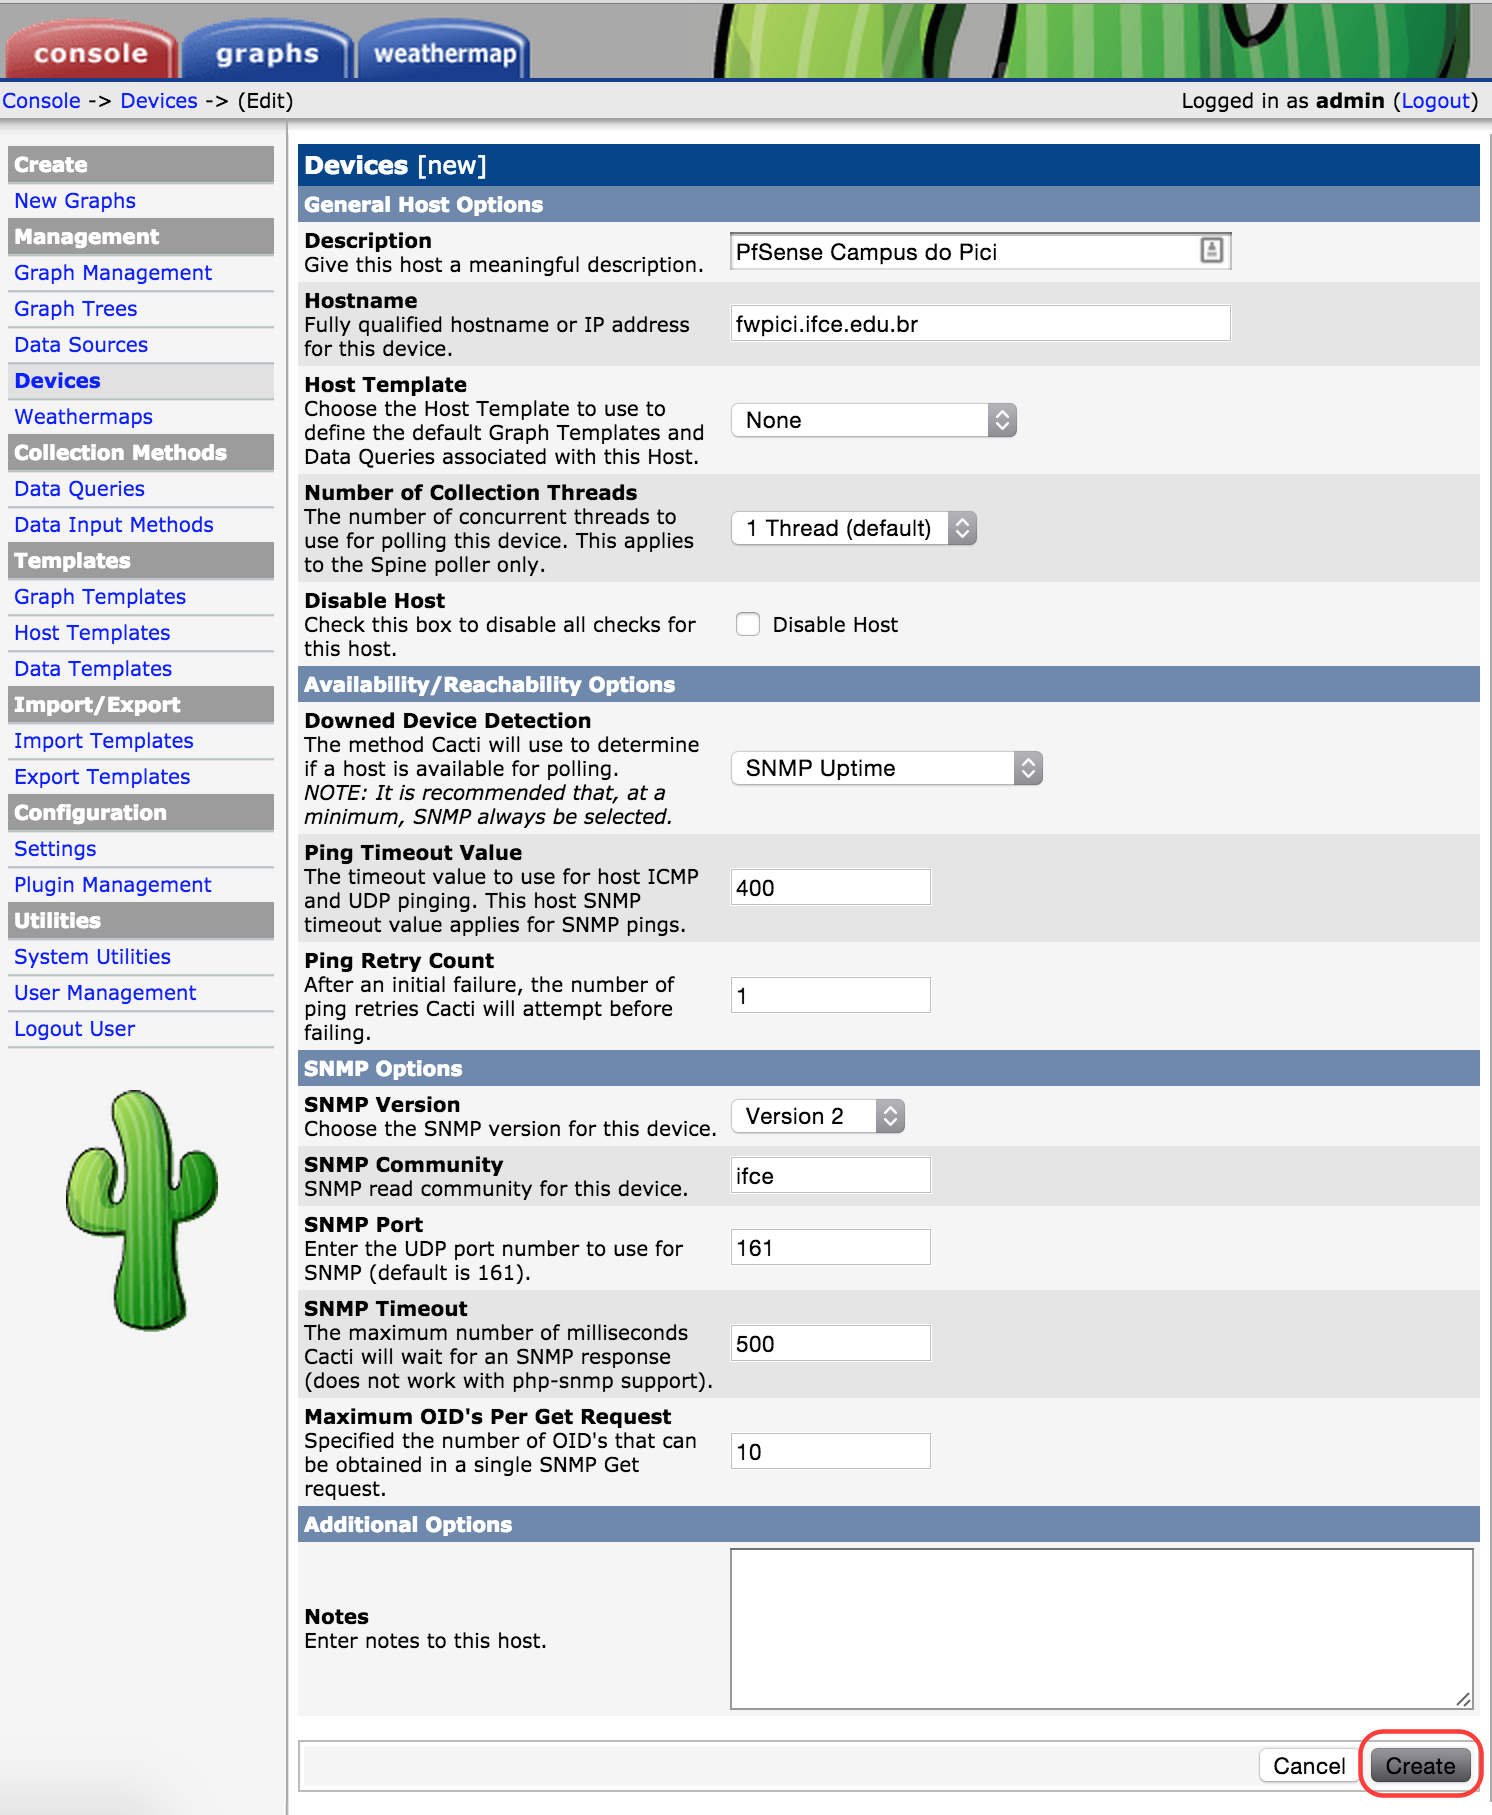 console graphs weathermap
Console -> Devices -> (Edit)
Logged in as admin (Logout)
Create
New Graphs
Management
Graph Management
Graph Trees
Data Sources
Devices
Weathermaps
Collection Methods
Data Queries
Data Input Methods
Templates
Graph Templates
Host Templates
Data Templates
Import/Export
Import Templates
Export Templates
Configuration
Settings
Plugin Management
Utilities
System Utilities
User Management
Logout User
Devices [new]
General Host Options
Description
Give this host a meaningful description.
PfSense Campus do Pici
Hostname
Fully qualified hostname or IP address
for this device.
fwpici.ifce.edu.br
Host Template
Choose the Host Template to use to
define the default Graph Templates and
Data Queries associated with this Host.
None
Number of Collection Threads
The number of concurrent threads to
use for polling this device. This applies
to the Spine poller only.
1 Thread (default)
Disable Host
Check this box to disable all checks for
this host.
Disable Host
Availability/Reachability Options
Downed Device Detection
The method Cacti will use to determine
if a host is available for polling.
NOTE: It is recommended that, at a
minimum, SNMP always be selected.
SNMP Uptime
Ping Timeout Value
The timeout value to use for host ICMP
and UDP pinging. This host SNMP
timeout value applies for SNMP pings.
400
Ping Retry Count
After an initial failure, the number of
ping retries Cacti will attempt before
failing.
1
SNMP Options
SNMP Version
Choose the SNMP version for this device.
Version 2
SNMP Community
SNMP read community for this device.
ifce
SNMP Port
Enter the UDP port number to use for
SNMP (default is 161).
161
SNMP Timeout
The maximum number of milliseconds
Cacti will wait for an SNMP response
(does not work with php-snmp support).
500
Maximum OID's Per Get Request
Specified the number of OID's that can
be obtained in a single SNMP Get
request.
10
Additional Options
Notes
Enter notes to this host.
Cancel
Create